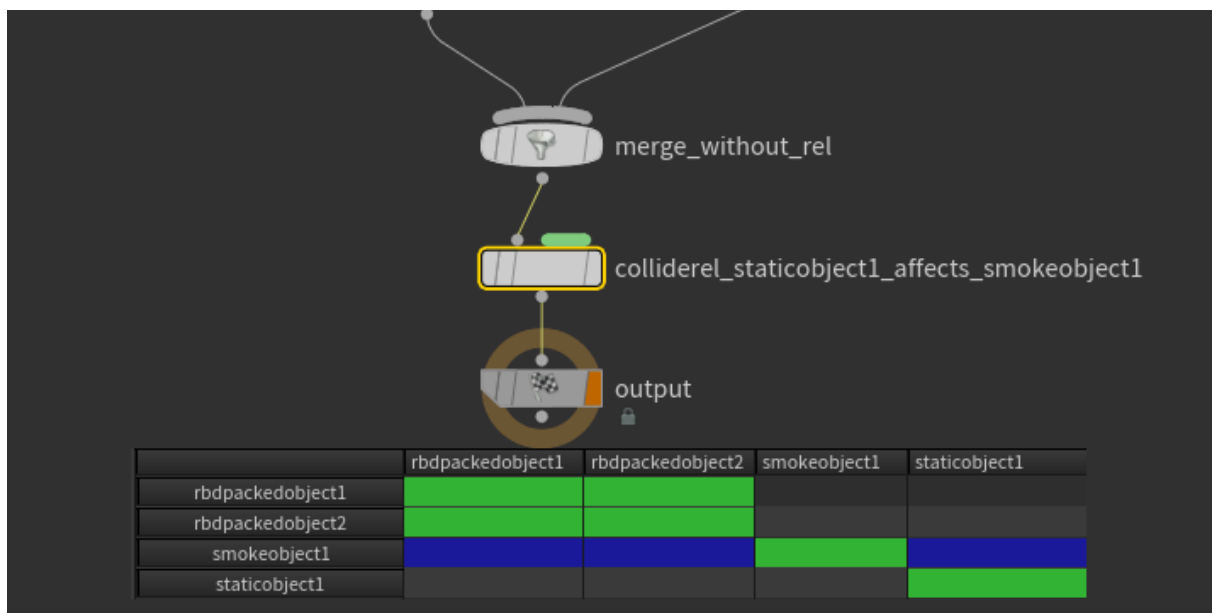 merge_without_rel
colliderel_staticobject1_affects_smokeobject1
output
rbdpackedobject1 rbdpackedobject2 smokeobject1 staticobject1
rbdpackedobject1
rbdpackedobject2
smokeobject1
staticobject1